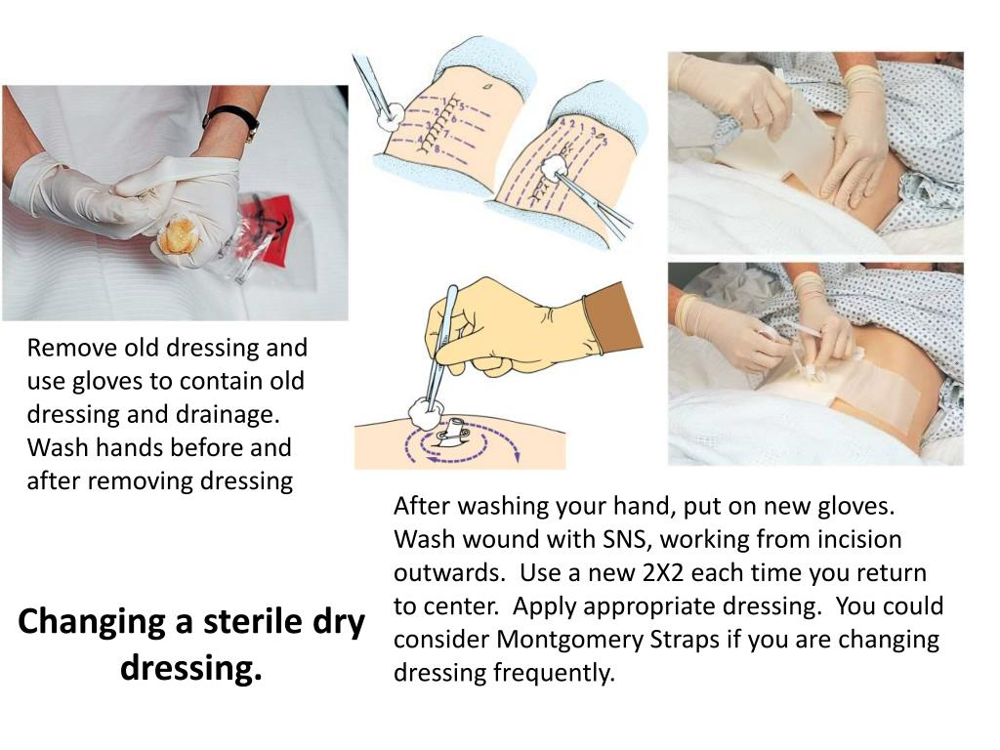 1 5
2 6
3 7
4 8
4 2 1 3 5
Remove old dressing and
use gloves to contain old
dressing and drainage.
Wash hands before and
after removing dressing
After washing your hand, put on new gloves.
Wash wound with SNS, working from incision
outwards.  Use a new 2X2 each time you return
to center.  Apply appropriate dressing.  You could
consider Montgomery Straps if you are changing
dressing frequently.
Changing a sterile dry
dressing.